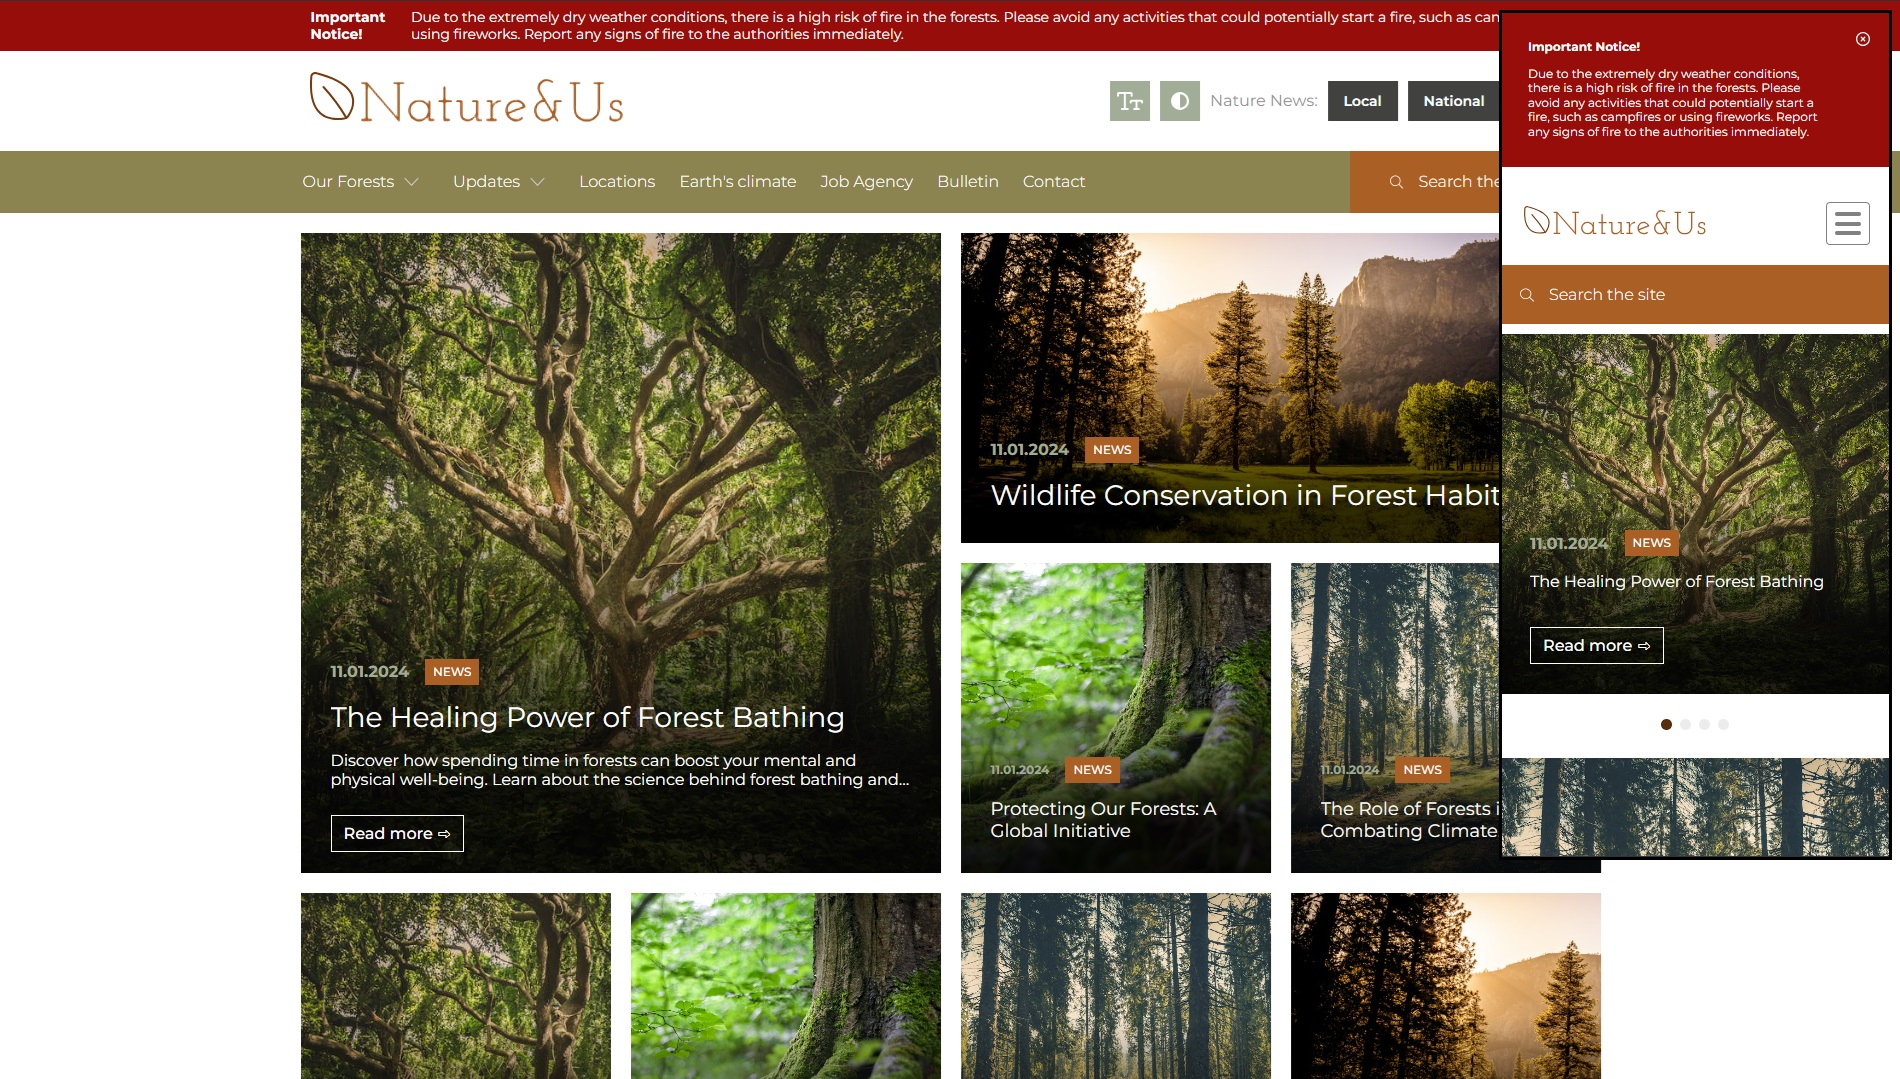 Important
Notice!
Due to the extremely dry weather conditions, there is a high risk of fire in the forests. Please avoid any activities that could potentially start a fire, such as
using fireworks. Report any signs of fire to the authorities immediately.
Nature&Us
Nature News:
Local
National
Our Forests
Updates
Locations
Earth's climate
Job Agency
Bulletin
Contact
Search the
11.01.2024
NEWS
The Healing Power of Forest Bathing
Discover how spending time in forests can boost your mental and
physical well-being. Learn about the science behind forest bathing and...
Read more ⇨
11.01.2024
NEWS
Wildlife Conservation in Forest
11.01.2024
NEWS
Protecting Our Forests: A
Global Initiative
11.01.2024
NEWS
The Role of Forests
Combating Climate
Important Notice!
Due to the extremely dry weather conditions,
there is a high risk of fire in the forests. Please
avoid any activities that could potentially start a
fire, such as campfires or using fireworks. Report
any signs of fire to the authorities immediately.
Nature&Us
Search the site
11.01.2024
NEWS
The Healing Power of Forest Bathing
Read more ⇨